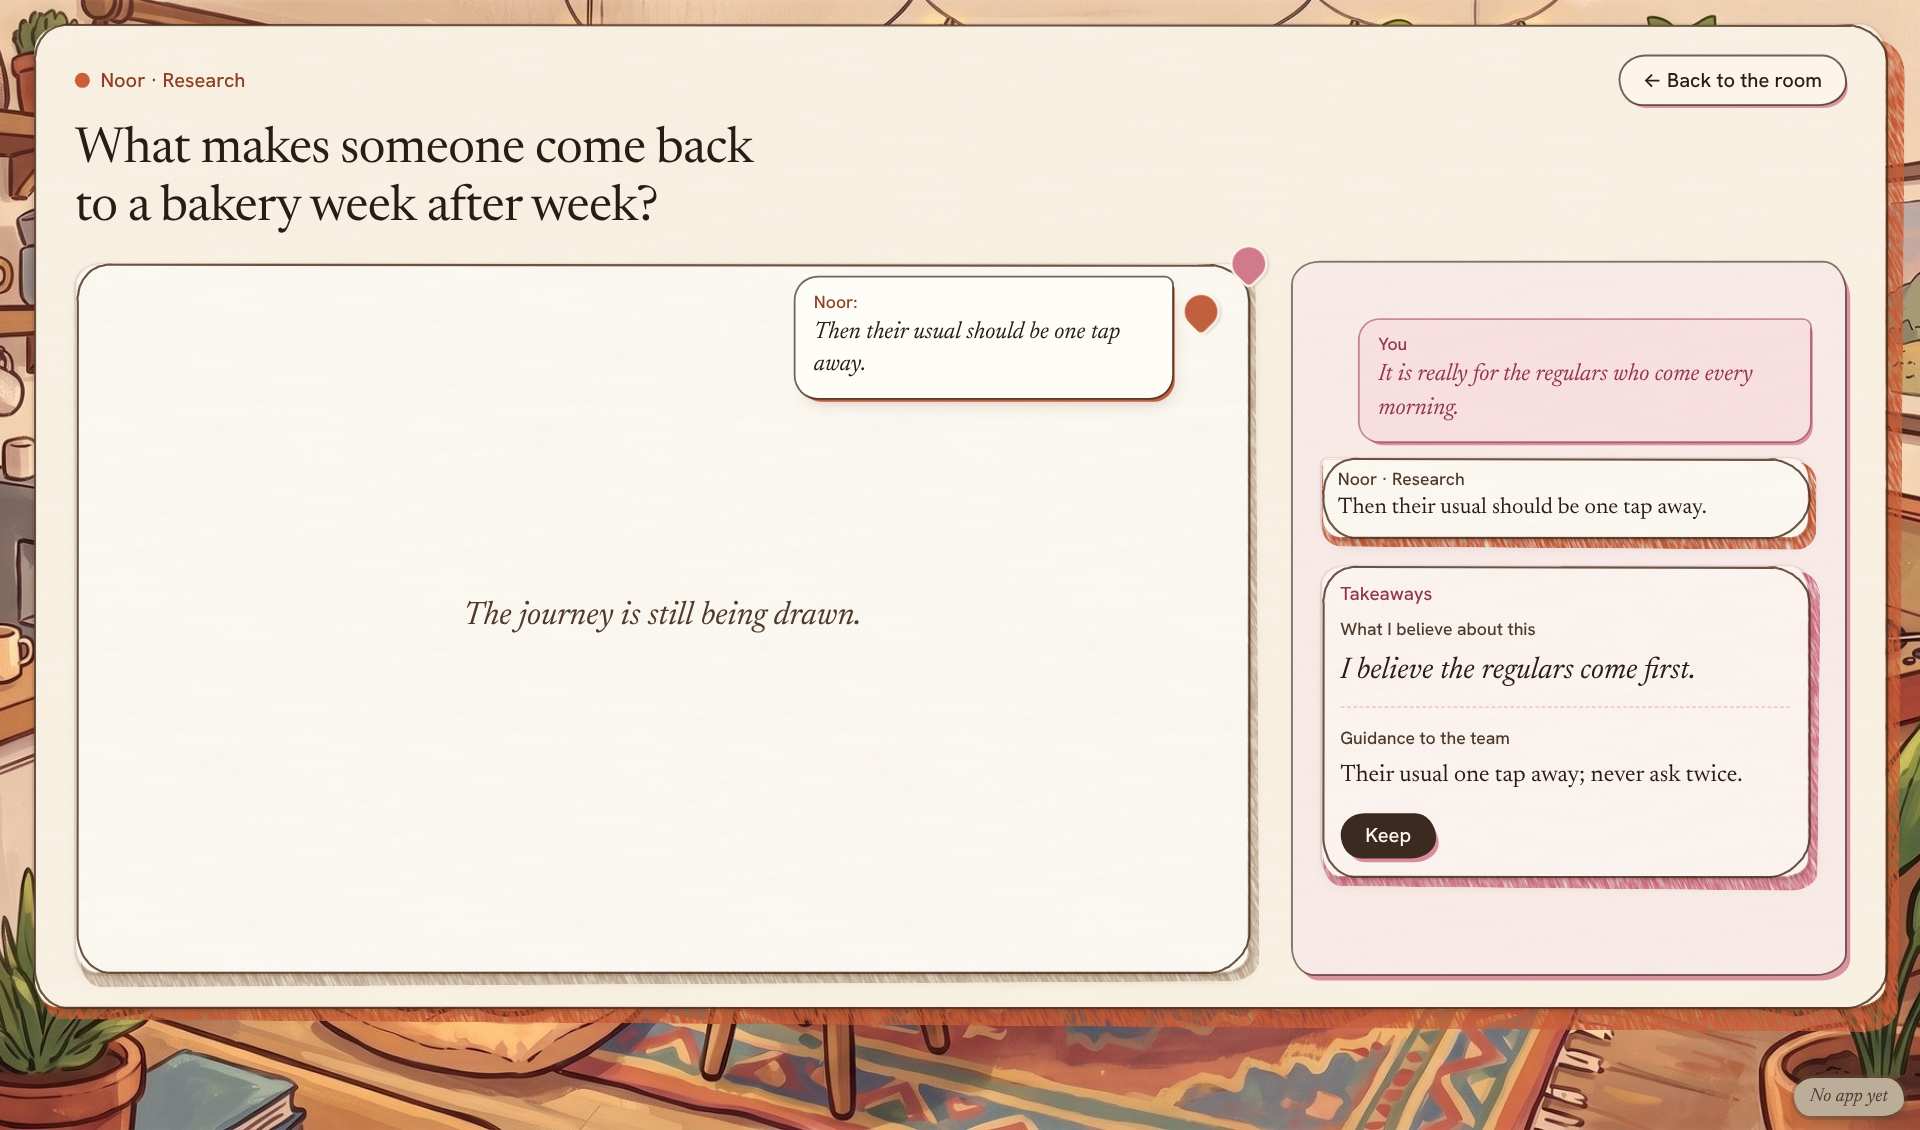 Noor · Research
← Back to the room
What makes someone come back
to a bakery week after week?
Noor:
Then their usual should be one tap
away.
The journey is still being drawn.
You
It is really for the regulars who come every
morning.
Noor · Research
Then their usual should be one tap away.
Takeaways
What I believe about this
I believe the regulars come first.
Guidance to the team
Their usual one tap away; never ask twice.
Keep
No app yet